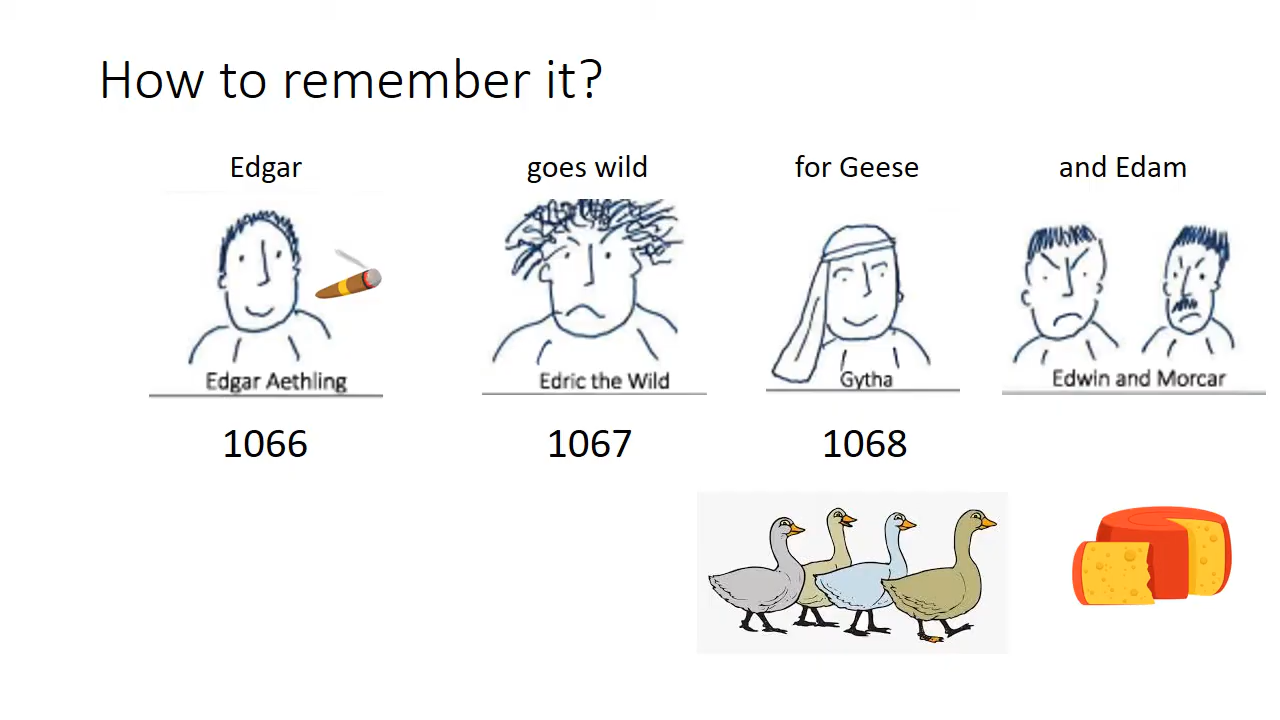 How to remember it?
Edgar goes wild for Geese and Edam
Edgar Aethling Edric the Wild Gytha Edwin and Morcar
1066 1067 1068